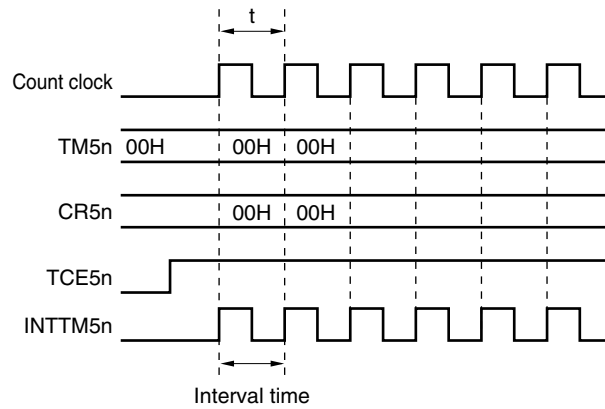 t
Count clock
TM5n 00H 00H 00H
CR5n 00H 00H
TCE5n
INTTM5n
Interval time